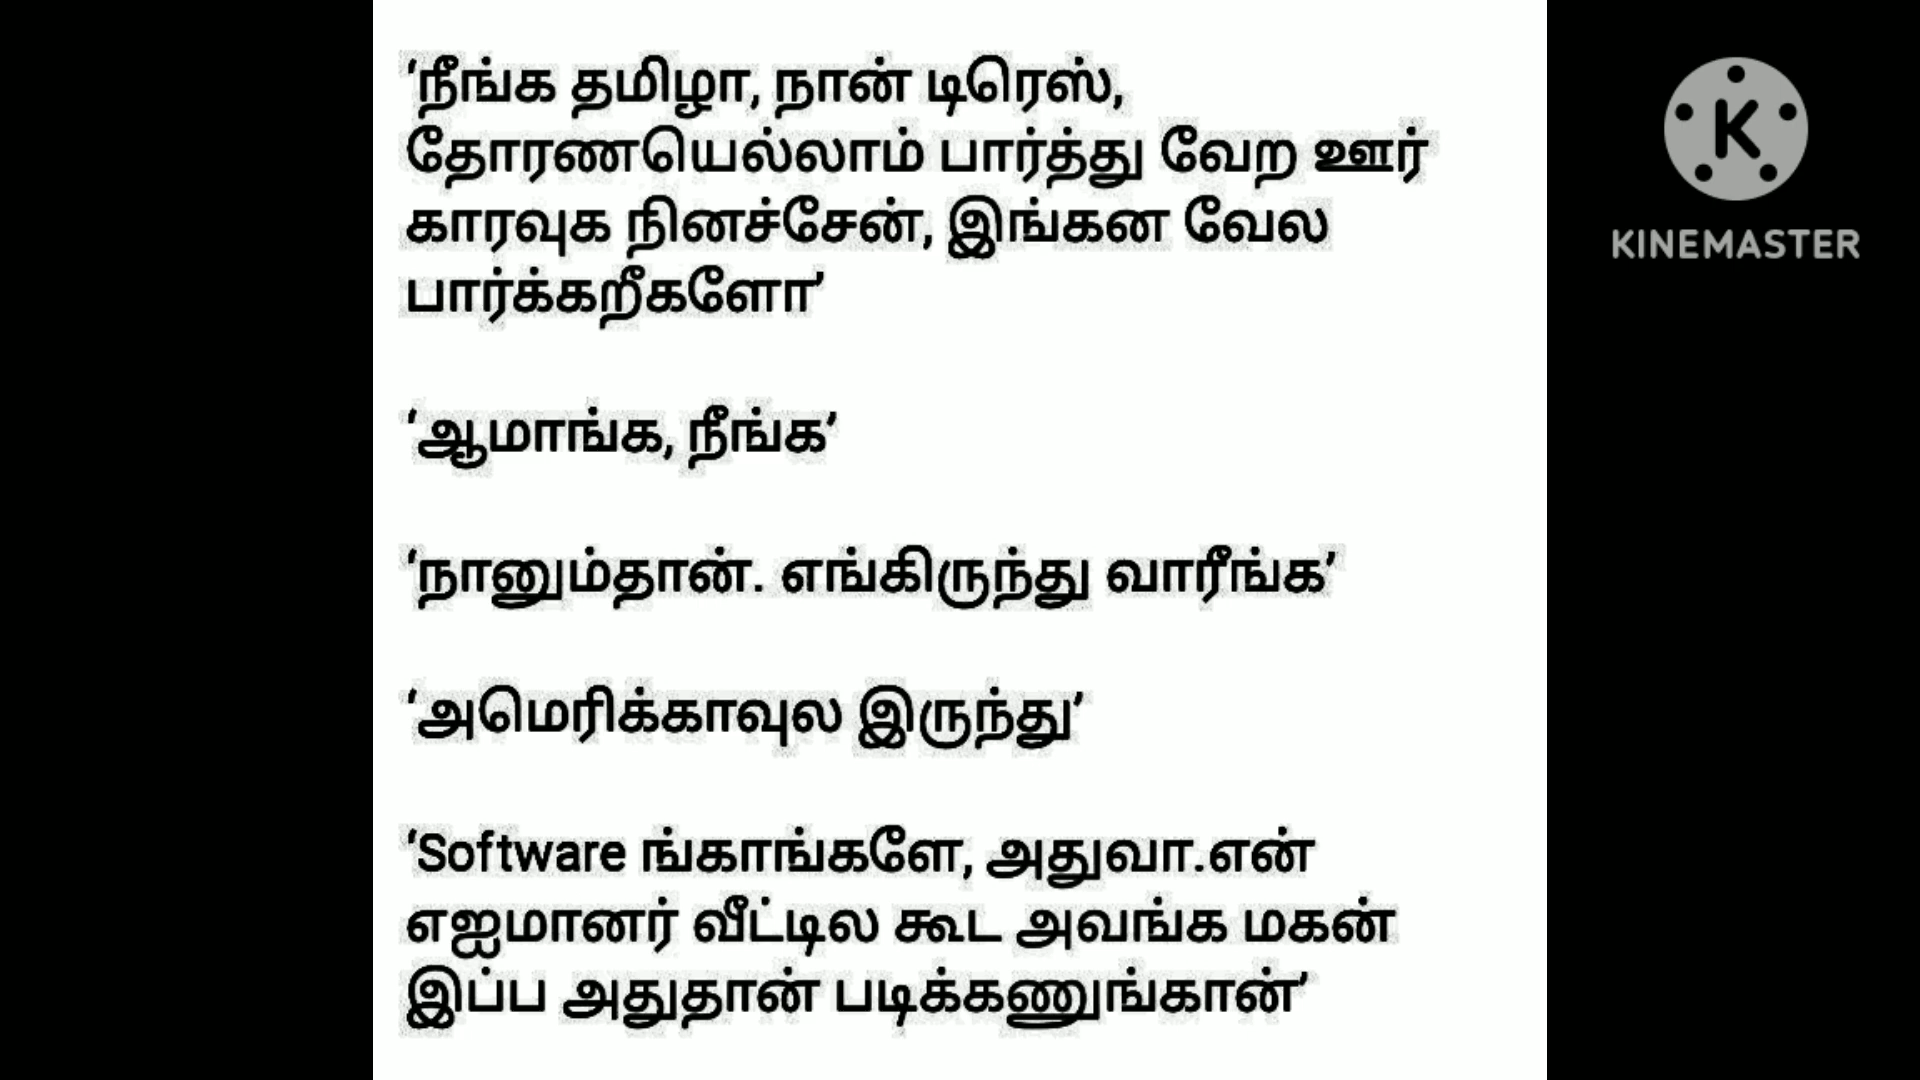 ‘நீங்க தமிழா, நான் டிரெஸ்,
தோரணயெல்லாம் பார்த்து வேற ஊர்
காரவுக நினச்சேன், இங்கன வேல
பார்க்கறீகளோ’
‘ஆமாங்க, நீங்க’
‘நானும்தான். எங்கிருந்து வாரீங்க’
‘அமெரிக்காவுல இருந்து’
‘Software ங்காங்களே, அதுவா.என்
எஐமானர் வீட்டில கூட அவங்க மகன்
இப்ப அதுதான் படிக்கணுங்கான்’
K
KINEMASTER